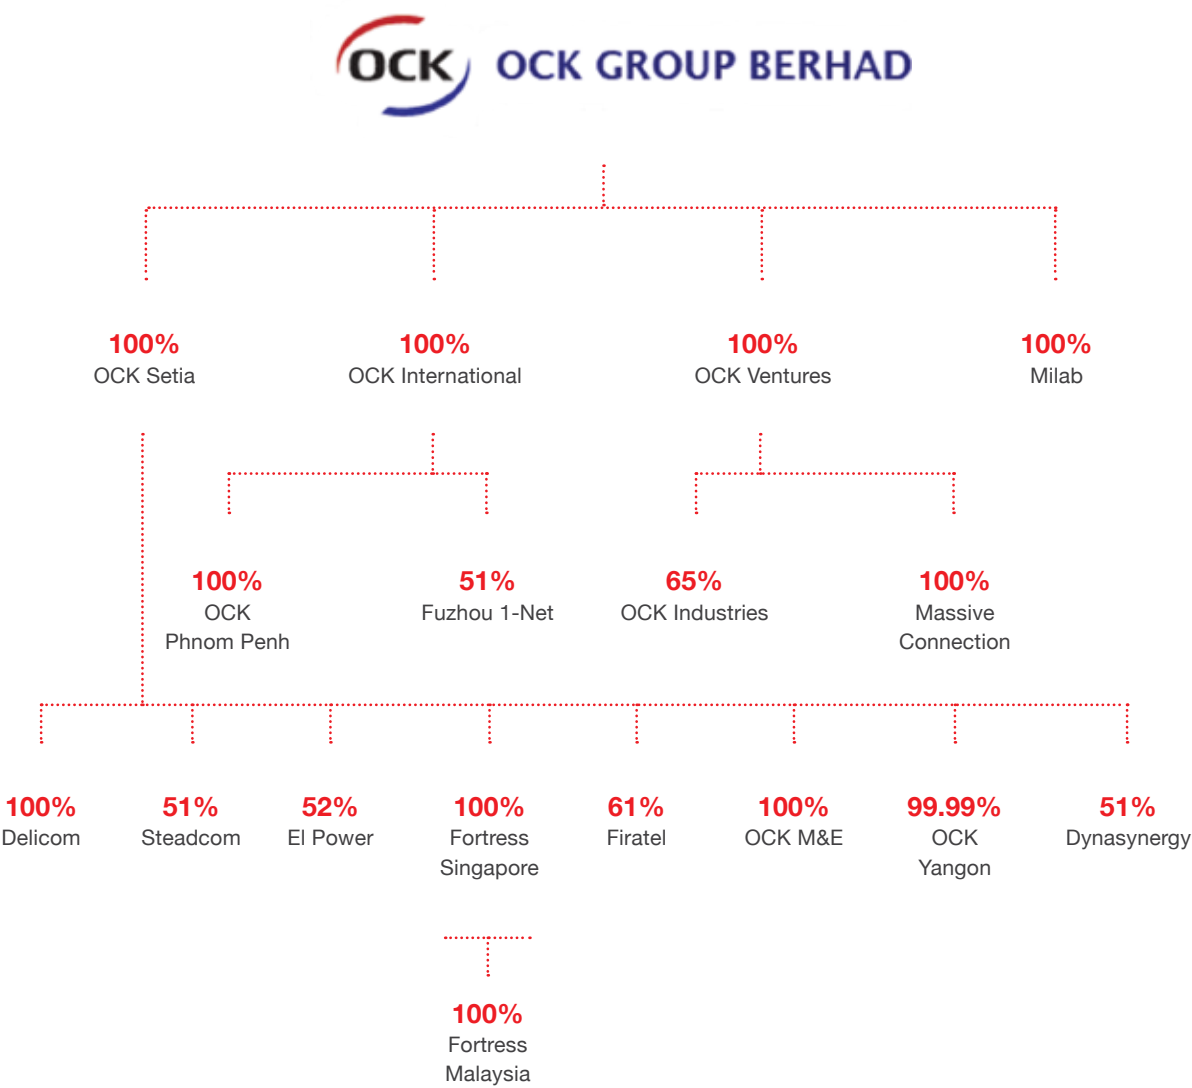 OCK OCK GROUP BERHAD
100% 100% 100% 100%
OCK Setia OCK International OCK Ventures Milab
100% 51% 65% 100%
OCK Fuzhou 1-Net OCK Industries Massive
Phnom Penh Connection
100% 51% 52% 100% 61% 100% 99.99% 51%
Delicom Steadcom El Power Fortress Firatel OCK M&E OCK Dynasynergy
Singapore Yangon
100%
Fortress
Malaysia